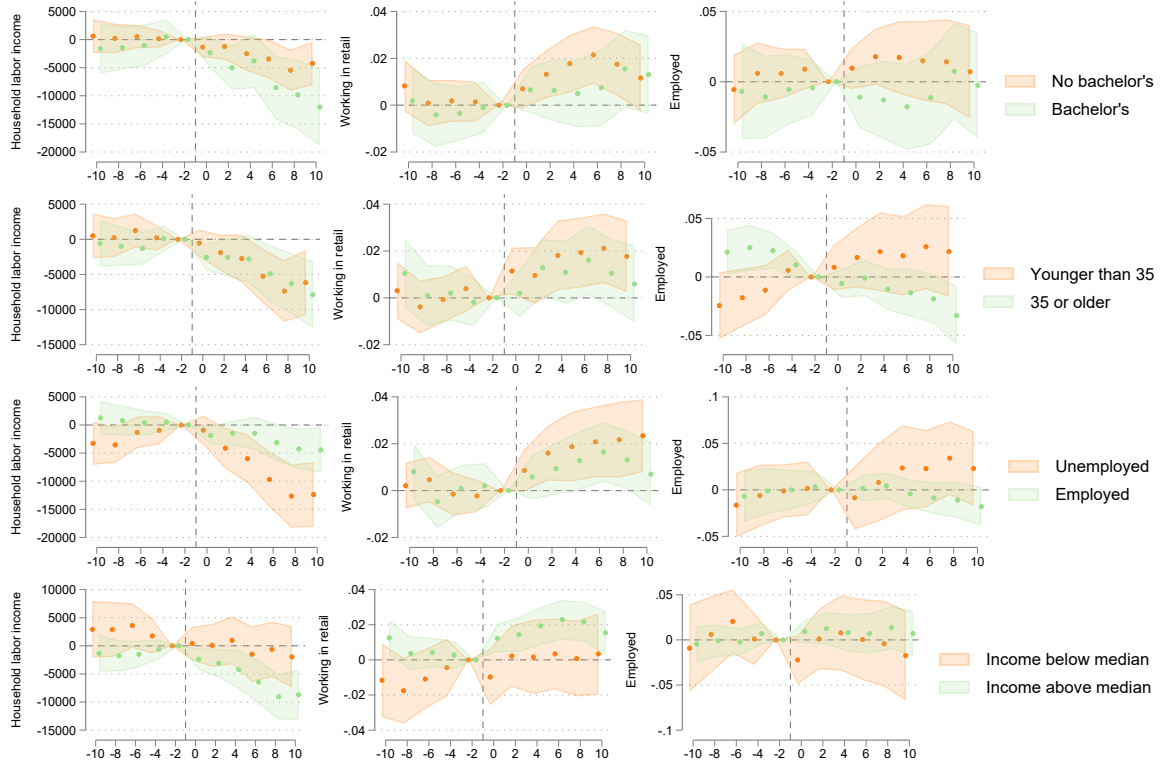 Household labor income
5000
0
-5000
-10000
-15000
-20000
-10 -8 -6 -4 -2 0 2 4 6 8 10
Working in retail
.04
.02
0
-.02
-10 -8 -6 -4 -2 0 2 4 6 8 10
Employed
.05
0
-.05
-10 -8 -6 -4 -2 0 2 4 6 8 10
No bachelor's
Bachelor's
Household labor income
5000
0
-5000
-10000
-15000
-10 -8 -6 -4 -2 0 2 4 6 8 10
Working in retail
.04
.02
0
-.02
-10 -8 -6 -4 -2 0 2 4 6 8 10
Employed
.05
0
-.05
-10 -8 -6 -4 -2 0 2 4 6 8 10
Younger than 35
35 or older
Household labor income
5000
0
-5000
-10000
-15000
-20000
-10 -8 -6 -4 -2 0 2 4 6 8 10
Working in retail
.04
.02
0
-.02
-10 -8 -6 -4 -2 0 2 4 6 8 10
Employed
.1
.05
0
-.05
-10 -8 -6 -4 -2 0 2 4 6 8 10
Unemployed
Employed
Household labor income
10000
5000
0
-5000
-10000
-15000
-10 -8 -6 -4 -2 0 2 4 6 8 10
Working in retail
.04
.02
0
-.02
-.04
-10 -8 -6 -4 -2 0 2 4 6 8 10
Employed
.05
0
-.05
-.1
-10 -8 -6 -4 -2 0 2 4 6 8 10
Income below median
Income above median